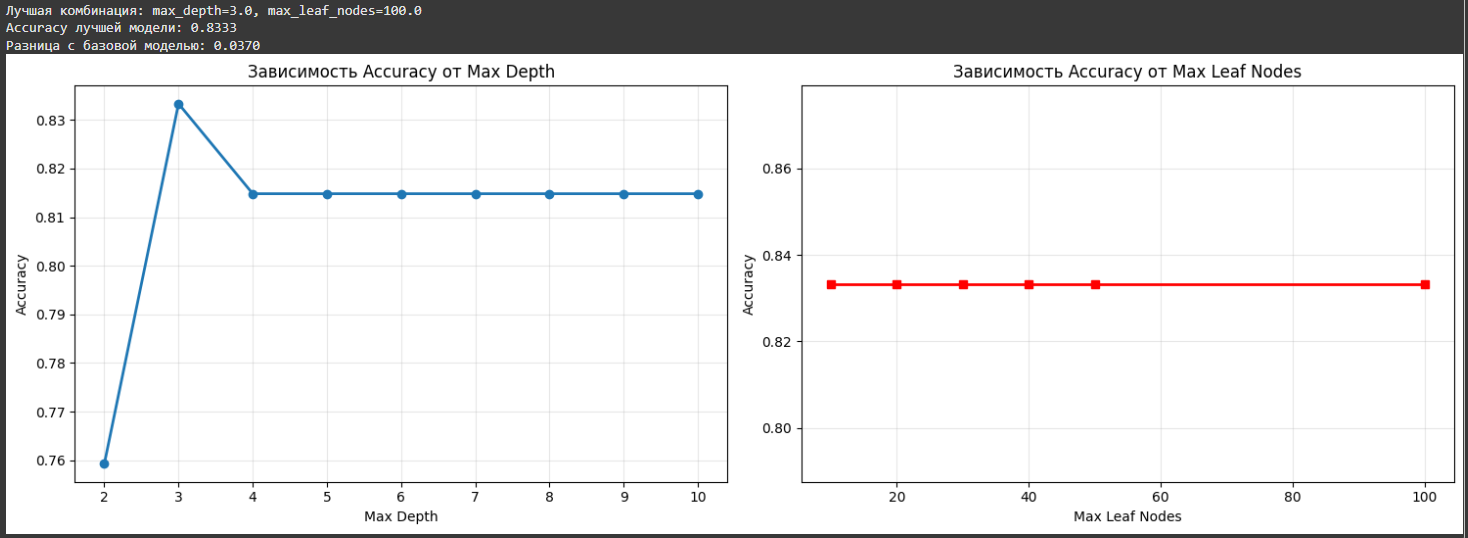 Лучшая комбинация: max_depth=3.0, max_leaf_nodes=100.0
Accuracy лучшей модели: 0.8333
Разница с базовой моделью: 0.0370
Зависимость Accuracy от Max Depth
0.83
0.82
0.81
0.80
0.79
0.78
0.77
0.76
Accuracy
2 3 4 5 6 7 8 9 10
Max Depth
Зависимость Accuracy от Max Leaf Nodes
0.86
0.84
0.82
0.80
Accuracy
20 40 60 80 100
Max Leaf Nodes